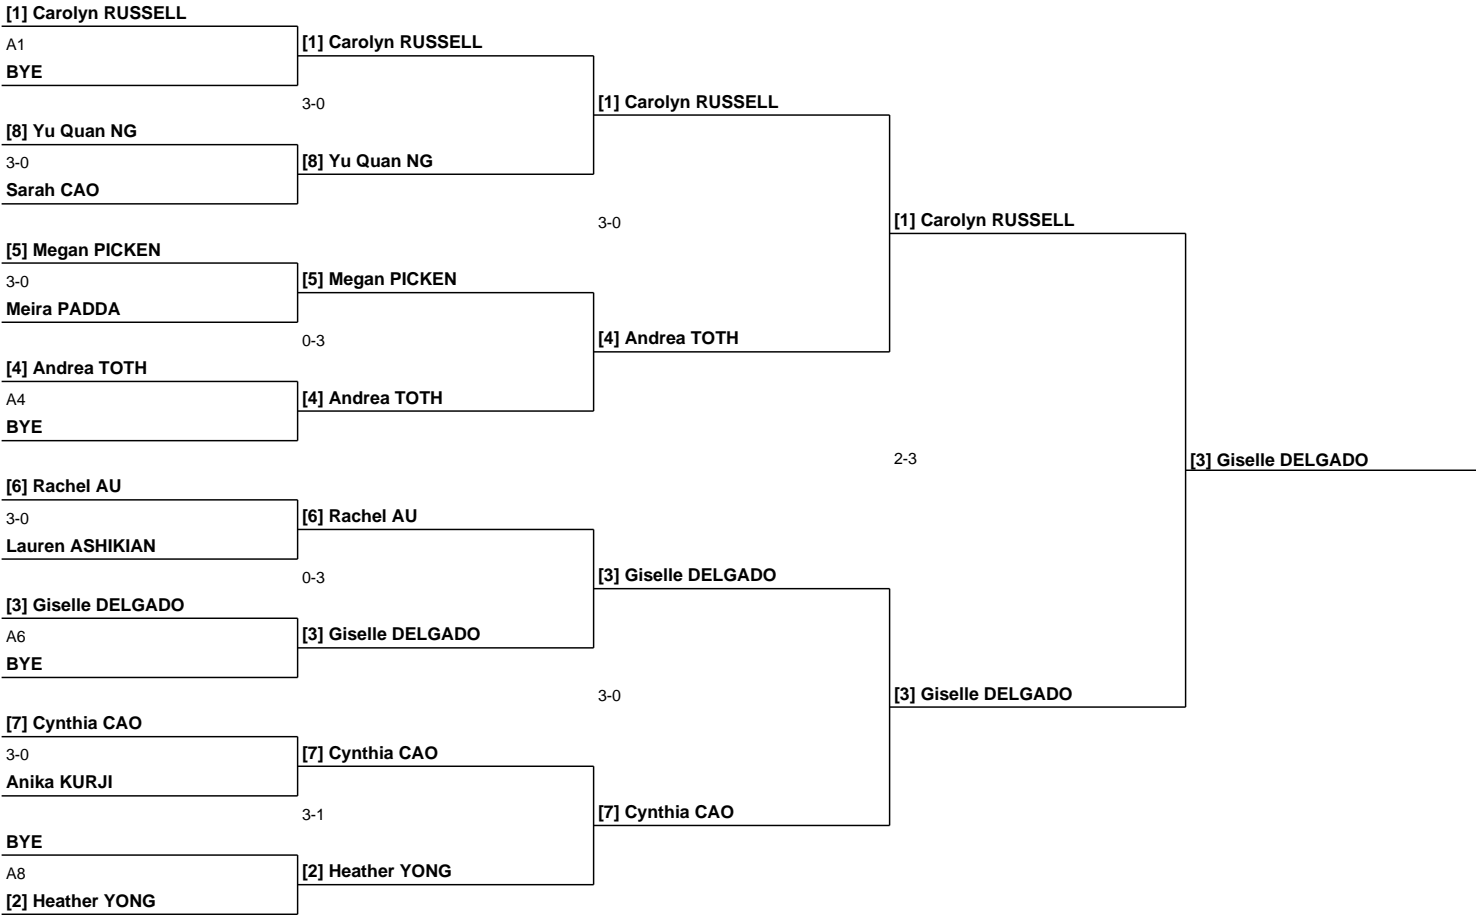 [1] Carolyn RUSSELL
A1
BYE
[8] Yu Quan NG
3-0
Sarah CAO
[5] Megan PICKEN
3-0
Meira PADDA
[4] Andrea TOTH
A4
BYE
[6] Rachel AU
3-0
Lauren ASHIKIAN
[3] Giselle DELGADO
A6
BYE
[7] Cynthia CAO
3-0
Anika KURJI
BYE
A8
[2] Heather YONG
[1] Carolyn RUSSELL
3-0
[8] Yu Quan NG
[5] Megan PICKEN
0-3
[4] Andrea TOTH
[6] Rachel AU
0-3
[3] Giselle DELGADO
[7] Cynthia CAO
3-1
[2] Heather YONG
[1] Carolyn RUSSELL
3-0
[4] Andrea TOTH
[3] Giselle DELGADO
3-0
[7] Cynthia CAO
[1] Carolyn RUSSELL
2-3
[3] Giselle DELGADO
[3] Giselle DELGADO